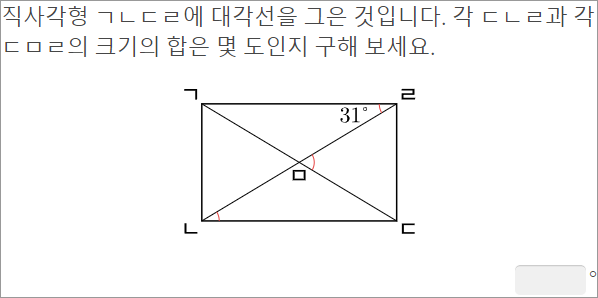 직사각형 ㄱㄴㄷㄹ에 대각선을 그은 것입니다. 각 ㄷㄴㄹ과 각
ㄷㅁㄹ의 크기의 합은 몇 도인지 구해 보세요.
ㄱ ㄹ
31°
ㅁ
ㄴ ㄷ
°